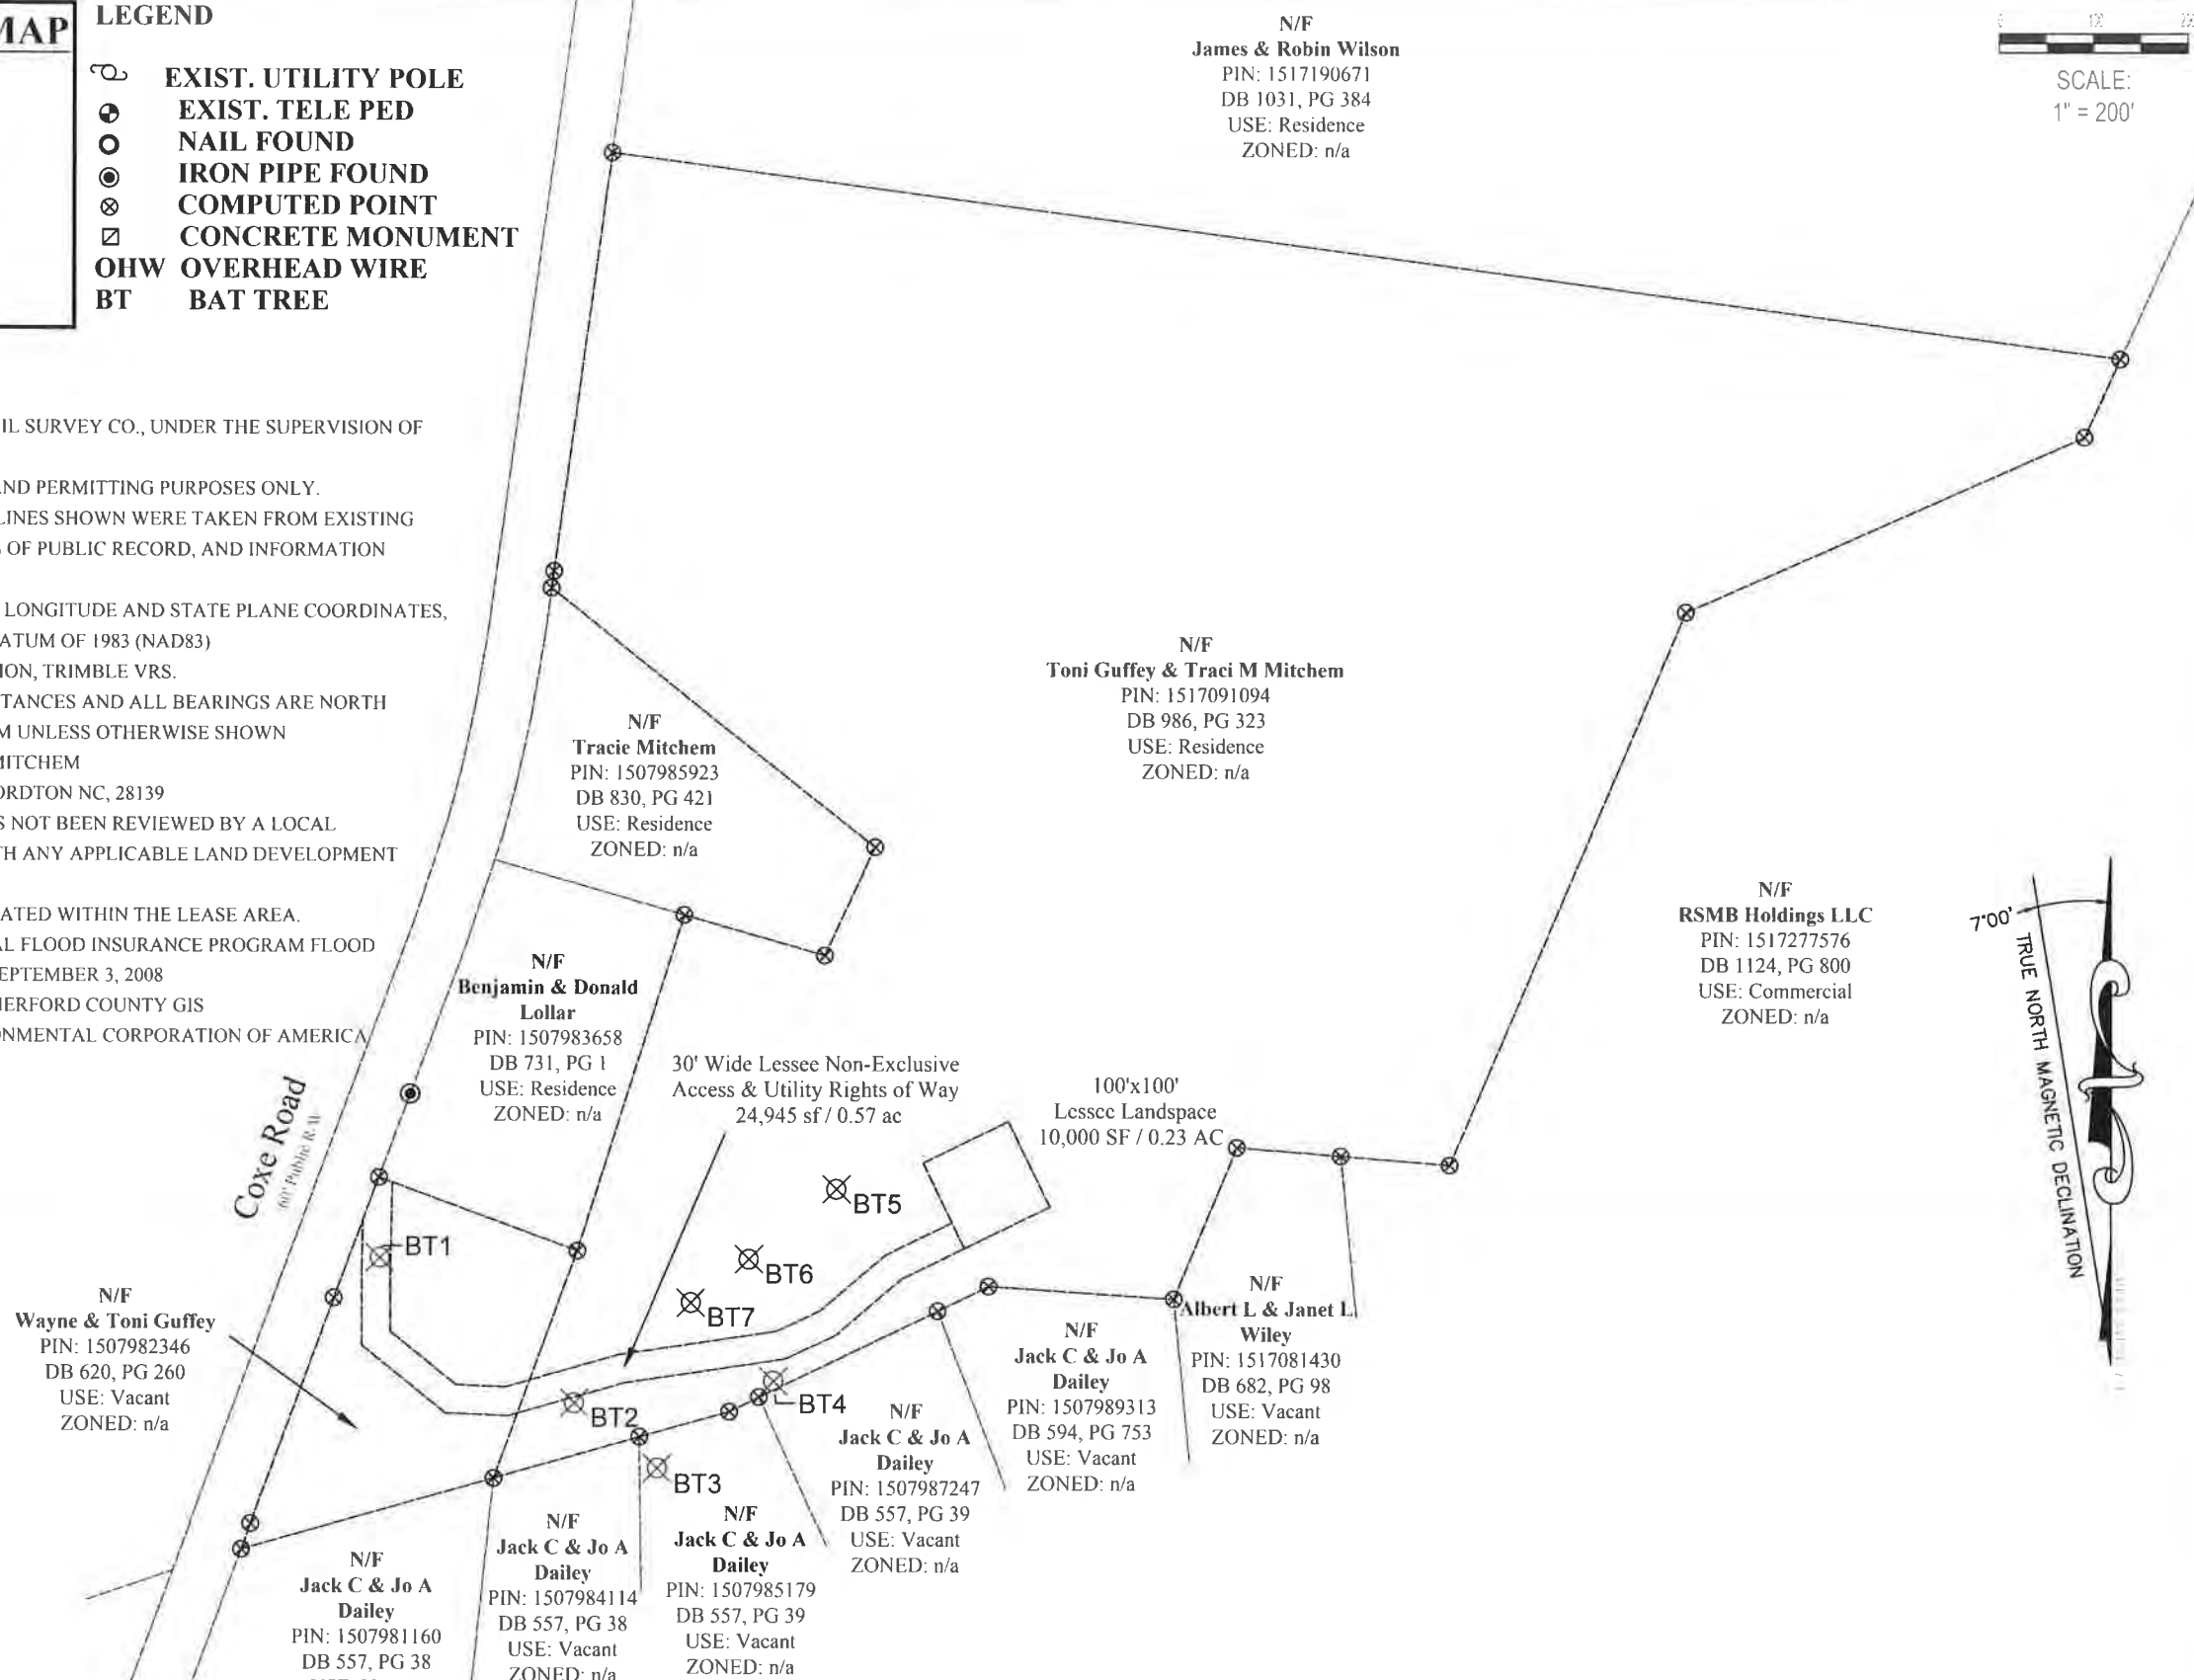 MAP
LEGEND
EXIST. UTILITY POLE
EXIST. TELE PED
NAIL FOUND
IRON PIPE FOUND
COMPUTED POINT
CONCRETE MONUMENT
OHW OVERHEAD WIRE
BT BAT TREE
N/F
James & Robin Wilson
PIN: 1517190671
DB 1031, PG 384
USE: Residence
ZONED: n/a
SCALE:
1" = 200'
IL SURVEY CO., UNDER THE SUPERVISION OF
AND PERMITTING PURPOSES ONLY.
LINES SHOWN WERE TAKEN FROM EXISTING
OF PUBLIC RECORD, AND INFORMATION
LONGITUDE AND STATE PLANE COORDINATES,
ATUM OF 1983 (NAD83)
ION, TRIMBLE VRS.
TANCES AND ALL BEARINGS ARE NORTH
M UNLESS OTHERWISE SHOWN
MITCHEM
ORDTON NC, 28139
S NOT BEEN REVIEWED BY A LOCAL
TH ANY APPLICABLE LAND DEVELOPMENT
ATED WITHIN THE LEASE AREA.
AL FLOOD INSURANCE PROGRAM FLOOD
EPTEMBER 3, 2008
HERFORD COUNTY GIS
ONMENTAL CORPORATION OF AMERICA
N/F
Toni Guffey & Traci M Mitchem
PIN: 1517091094
DB 986, PG 323
USE: Residence
ZONED: n/a
N/F
Tracie Mitchem
PIN: 1507985923
DB 830, PG 421
USE: Residence
ZONED: n/a
N/F
RSMB Holdings LLC
PIN: 1517277576
DB 1124, PG 800
USE: Commercial
ZONED: n/a
7°00'
TRUE NORTH MAGNETIC DECLINATION
N/F
Benjamin & Donald
Lollar
PIN: 1507983658
DB 731, PG 1
USE: Residence
ZONED: n/a
30' Wide Lessee Non-Exclusive
Access & Utility Rights of Way
24,945 sf / 0.57 ac
100'x100'
Lessee Landspace
10,000 SF / 0.23 AC
Coxe Road
60' Public R/W
BT5
BT1
BT6
BT7
N/F
Wayne & Toni Guffey
PIN: 1507982346
DB 620, PG 260
USE: Vacant
ZONED: n/a
N/F
Albert L & Janet L
Wiley
PIN: 1517081430
DB 682, PG 98
USE: Vacant
ZONED: n/a
N/F
Jack C & Jo A
Dailey
PIN: 1507989313
DB 594, PG 753
USE: Vacant
ZONED: n/a
BT4
BT2
BT3
N/F
Jack C & Jo A
Dailey
PIN: 1507987247
DB 557, PG 39
USE: Vacant
ZONED: n/a
N/F
Jack C & Jo A
Dailey
PIN: 1507985179
DB 557, PG 39
USE: Vacant
ZONED: n/a
N/F
Jack C & Jo A
Dailey
PIN: 1507984114
DB 557, PG 38
USE: Vacant
ZONED: n/a
N/F
Jack C & Jo A
Dailey
PIN: 1507981160
DB 557, PG 38